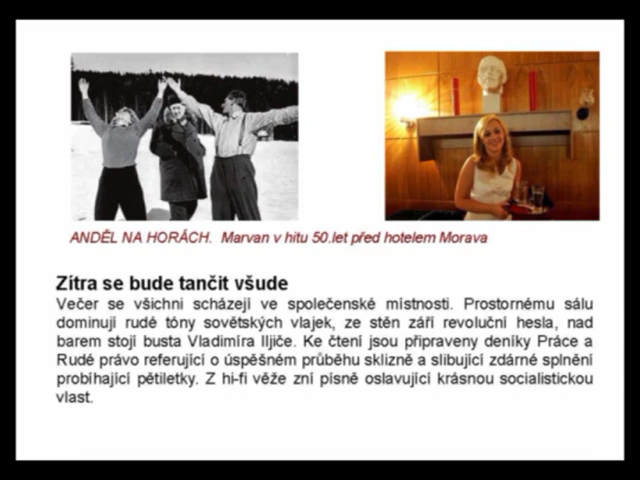 ANDĚL NA HORÁCH.  Marvan v hitu 50.let před hotelem Morava
Zítra se bude tančit všude
Večer se všichni scházejí ve společenské místnosti. Prostornému sálu
dominují rudé tóny sovětských vlajek, ze stěn září revoluční hesla, nad
barem stojí busta Vladimíra Iljiče. Ke čtení jsou připraveny deníky Práce a
Rudé právo referující o úspěšném průběhu sklizně a slibující zdárné splnění
probíhající pětiletky. Z hi-fi věže zní písně oslavující krásnou socialistickou
vlast.